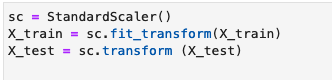 sc = StandardScaler()
X_train = sc.fit_transform(X_train)
X_test = sc.transform (X_test)